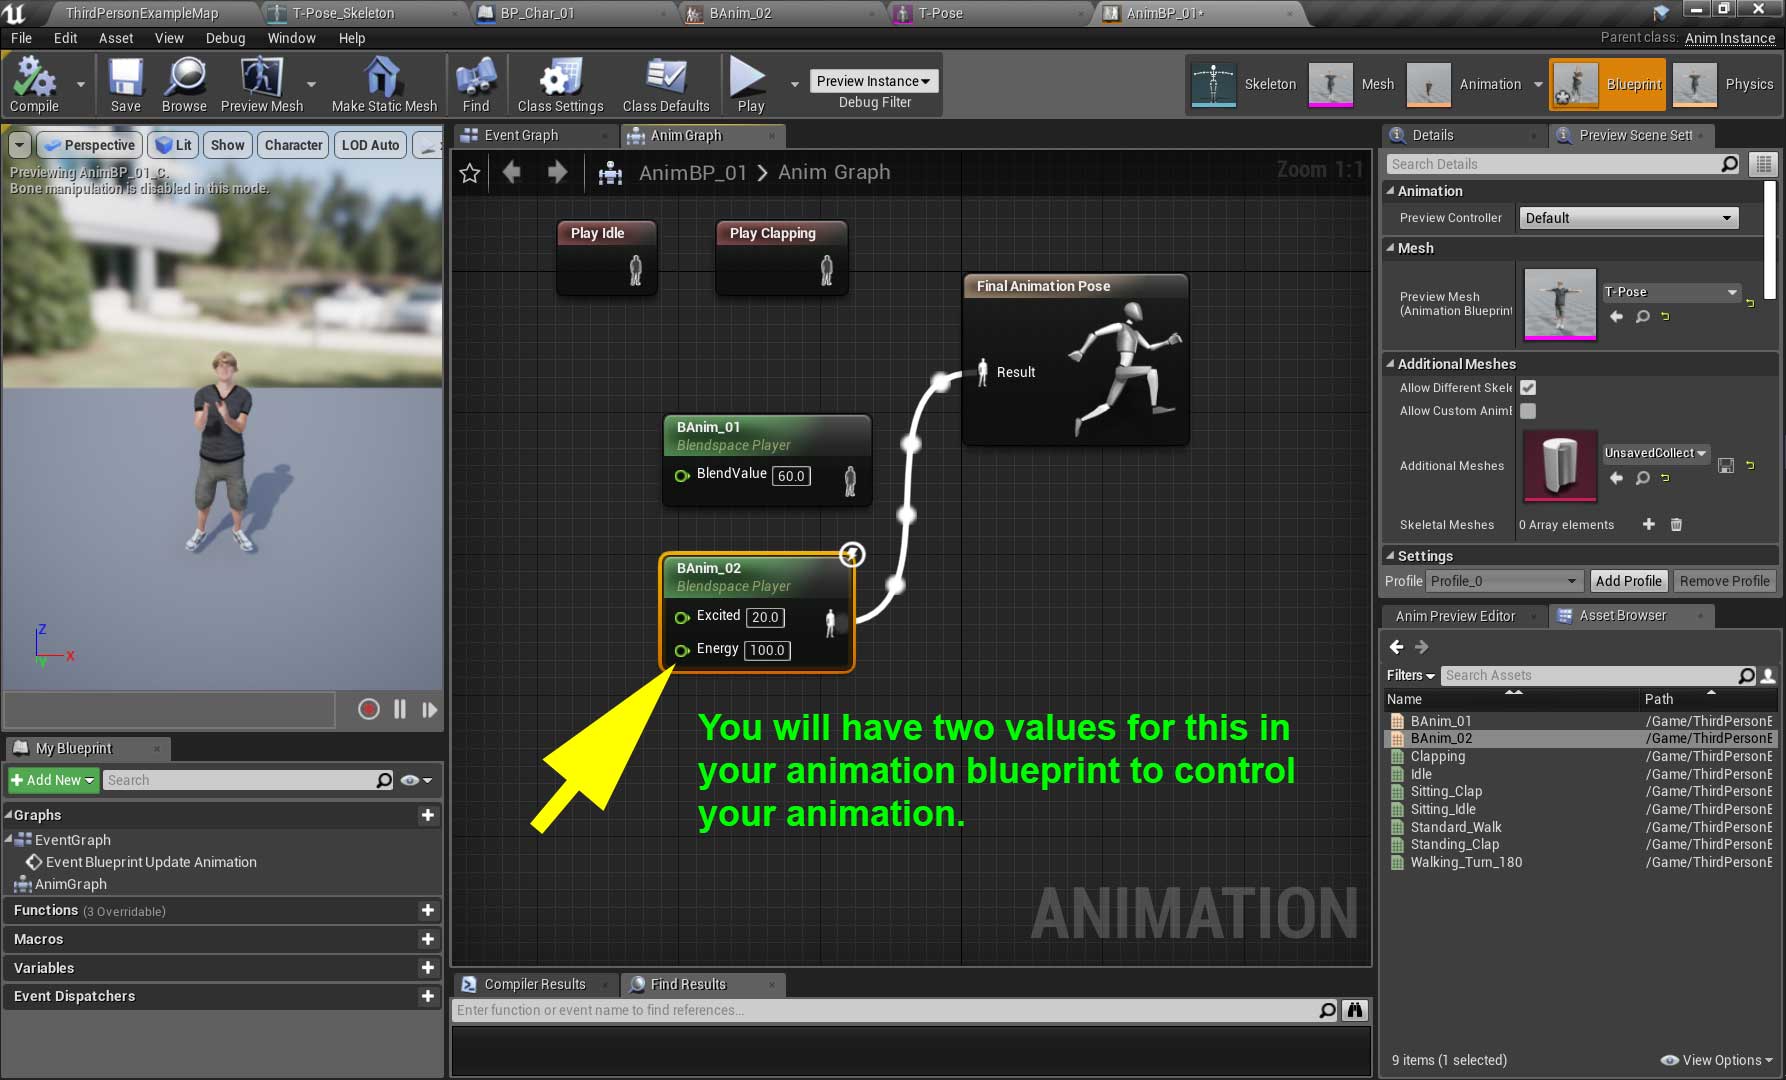 ThirdPersonExampleMap
T-Pose_Skeleton
BP_Char_01
BAnim_02
T-Pose
AnimBP_01*
File Edit Asset View Debug Window Help
Parent class: Anim Instance
Compile
Save
Browse
Preview Mesh
Make Static Mesh
Find
Class Settings
Class Defaults
Play
Preview Instance
Debug Filter
Skeleton
Mesh
Animation
Blueprint
Physics
Perspective
Lit
Show
Character
LOD Auto
Previewing AnimBP_01_C.
Bone manipulation is disabled in this mode.
Z
X
Y
My Blueprint
Add New
Search
Graphs
EventGraph
Event Blueprint Update Animation
AnimGraph
Functions (3 Overridable)
Macros
Variables
Event Dispatchers
Event Graph
Anim Graph
AnimBP_01 > Anim Graph
Zoom 1:1
Play Idle
Play Clapping
Final Animation Pose
Result
BAnim_01
Blendspace Player
BlendValue 60.0
BAnim_02
Blendspace Player
Excited 20.0
Energy 100.0
You will have two values for this in
your animation blueprint to control
your animation.
ANIMATION
Compiler Results
Find Results
Enter function or event name to find references...
Details
Preview Scene Sett
Search Details
Animation
Preview Controller
Default
Mesh
Preview Mesh
(Animation Blueprint
T-Pose
Additional Meshes
Allow Different Skele
Allow Custom AnimB
Additional Meshes
UnsavedCollect
Skeletal Meshes
0 Array elements
Settings
Profile Profile_0
Add Profile
Remove Profile
Anim Preview Editor
Asset Browser
Filters
Search Assets
Name Path
BAnim_01 /Game/ThirdPersonE
BAnim_02 /Game/ThirdPersonE
Clapping /Game/ThirdPersonE
Idle /Game/ThirdPersonE
Sitting_Clap /Game/ThirdPersonE
Sitting_Idle /Game/ThirdPersonE
Standard_Walk /Game/ThirdPersonE
Standing_Clap /Game/ThirdPersonE
Walking_Turn_180 /Game/ThirdPersonE
9 items (1 selected)
View Options